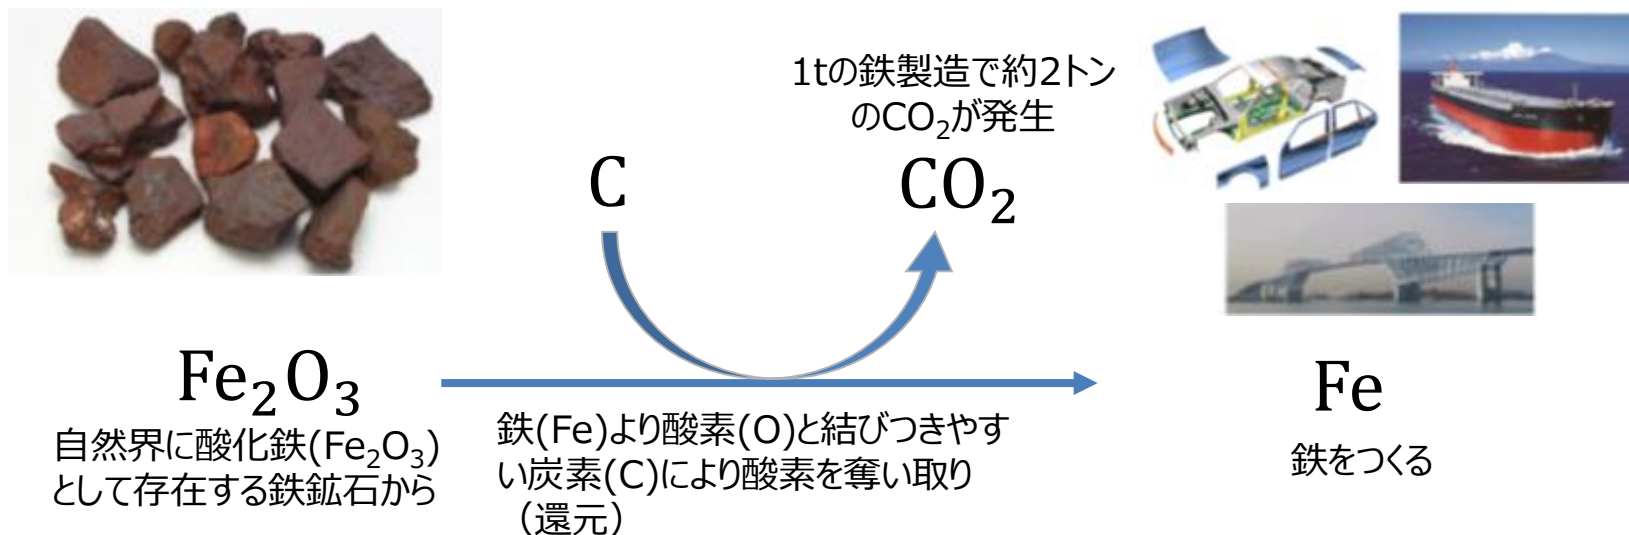 1tの鉄製造で約2トン
のCO₂が発生
C
CO₂
Fe₂O₃
自然界に酸化鉄(Fe₂O₃)
として存在する鉄鉱石から
鉄(Fe)より酸素(O)と結びつきやす
い炭素(C)により酸素を奪い取り
（還元）
Fe
鉄をつくる